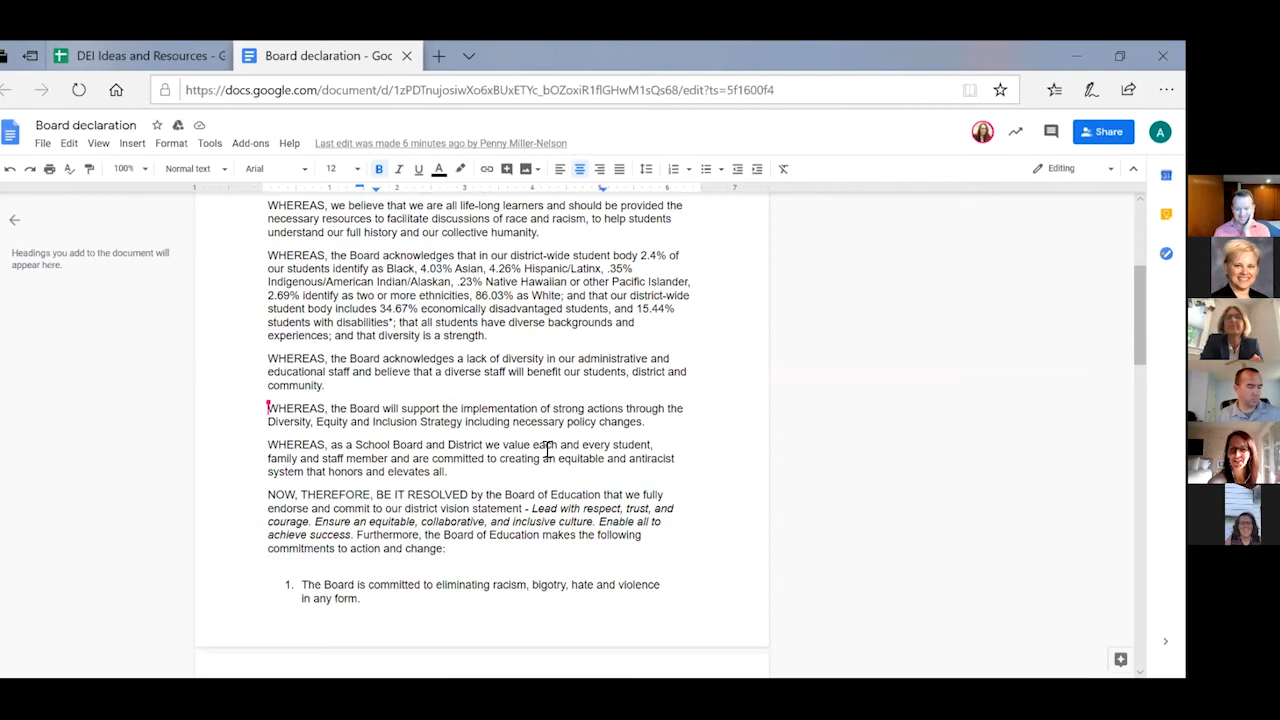 DEI Ideas and Resources - G
Board declaration - Goo
https://docs.google.com/document/d/1zPDTnujosiwXo6xBUxETYc_bOZoxiR1flGHwM1sQs68/edit?ts=5f1600f4
Board declaration
File Edit View Insert Format Tools Add-ons Help Last edit was made 6 minutes ago by Penny Miller-Nelson
Share
A
100% Normal text Arial 12 B I U A Editing
1 1 2 3 4 5 6 7
Headings you add to the document will
appear here.
WHEREAS, we believe that we are all life-long learners and should be provided the
necessary resources to facilitate discussions of race and racism, to help students
understand our full history and our collective humanity.
WHEREAS, the Board acknowledges that in our district-wide student body 2.4% of
our students identify as Black, 4.03% Asian, 4.26% Hispanic/Latinx, .35%
Indigenous/American Indian/Alaskan, .23% Native Hawaiian or other Pacific Islander,
2.69% identify as two or more ethnicities, 86.03% as White; and that our district-wide
student body includes 34.67% economically disadvantaged students, and 15.44%
students with disabilities*; that all students have diverse backgrounds and
experiences; and that diversity is a strength.
WHEREAS, the Board acknowledges a lack of diversity in our administrative and
educational staff and believe that a diverse staff will benefit our students, district and
community.
WHEREAS, the Board will support the implementation of strong actions through the
Diversity, Equity and Inclusion Strategy including necessary policy changes.
WHEREAS, as a School Board and District we value each and every student,
family and staff member and are committed to creating an equitable and antiracist
system that honors and elevates all.
NOW, THEREFORE, BE IT RESOLVED by the Board of Education that we fully
endorse and commit to our district vision statement - Lead with respect, trust, and
courage. Ensure an equitable, collaborative, and inclusive culture. Enable all to
achieve success. Furthermore, the Board of Education makes the following
commitments to action and change:
1. The Board is committed to eliminating racism, bigotry, hate and violence
in any form.